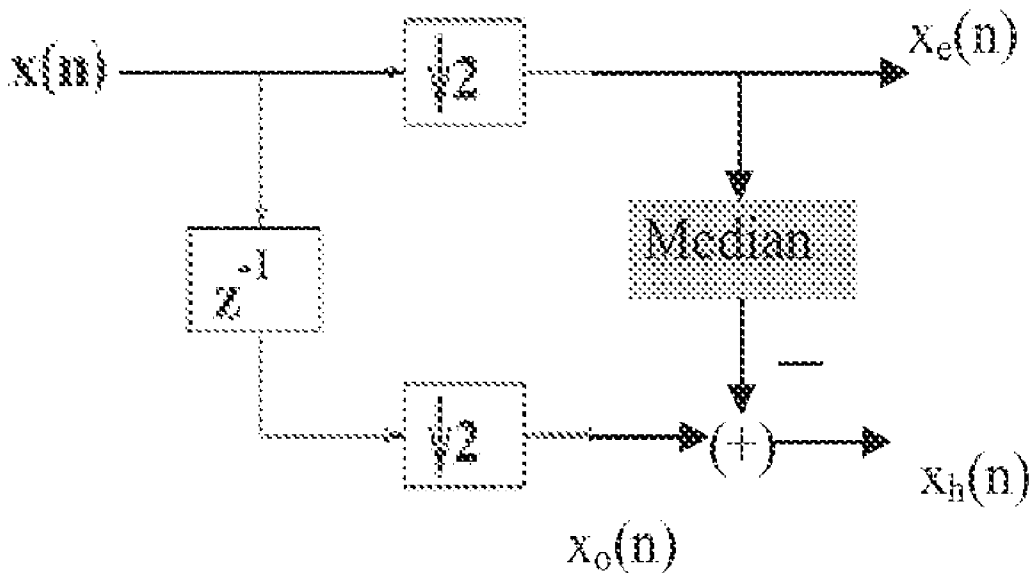 x(n)
↓2
xₑ(n)
Median
z⁻¹
—
↓2
(+)
xₕ(n)
xₒ(n)